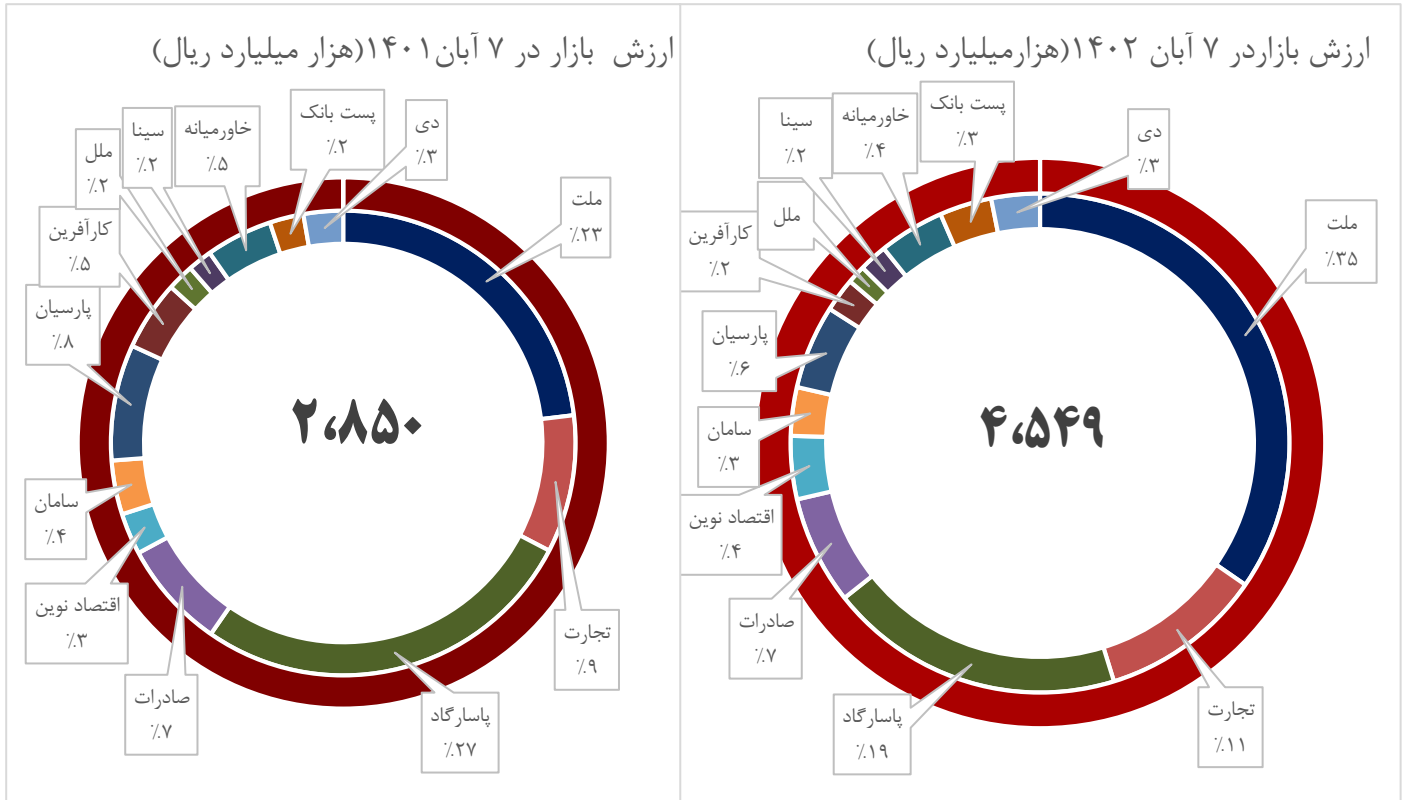 ارزش بازاردر ۷ آبان ۱۴۰۲(هزارمیلیارد ریال)
دی
٪۳
ملت
٪۳۵
تجارت
٪۱۱
پاسارگاد
٪۱۹
صادرات
٪۷
اقتصاد نوین
٪۴
سامان
٪۳
پارسیان
٪۶
کارآفرین
٪۲
ملل
سینا
٪۲
خاورمیانه
٪۴
پست بانک
٪۳
۴،۵۴۹
ارزش بازار در ۷ آبان۱۴۰۱(هزار میلیارد ریال)
دی
٪۳
ملت
٪۲۳
تجارت
٪۹
پاسارگاد
٪۲۷
صادرات
٪۷
اقتصاد نوین
٪۳
سامان
٪۴
پارسیان
٪۸
کارآفرین
٪۵
ملل
٪۲
سینا
٪۲
خاورمیانه
٪۵
پست بانک
٪۲
۲،۸۵۰